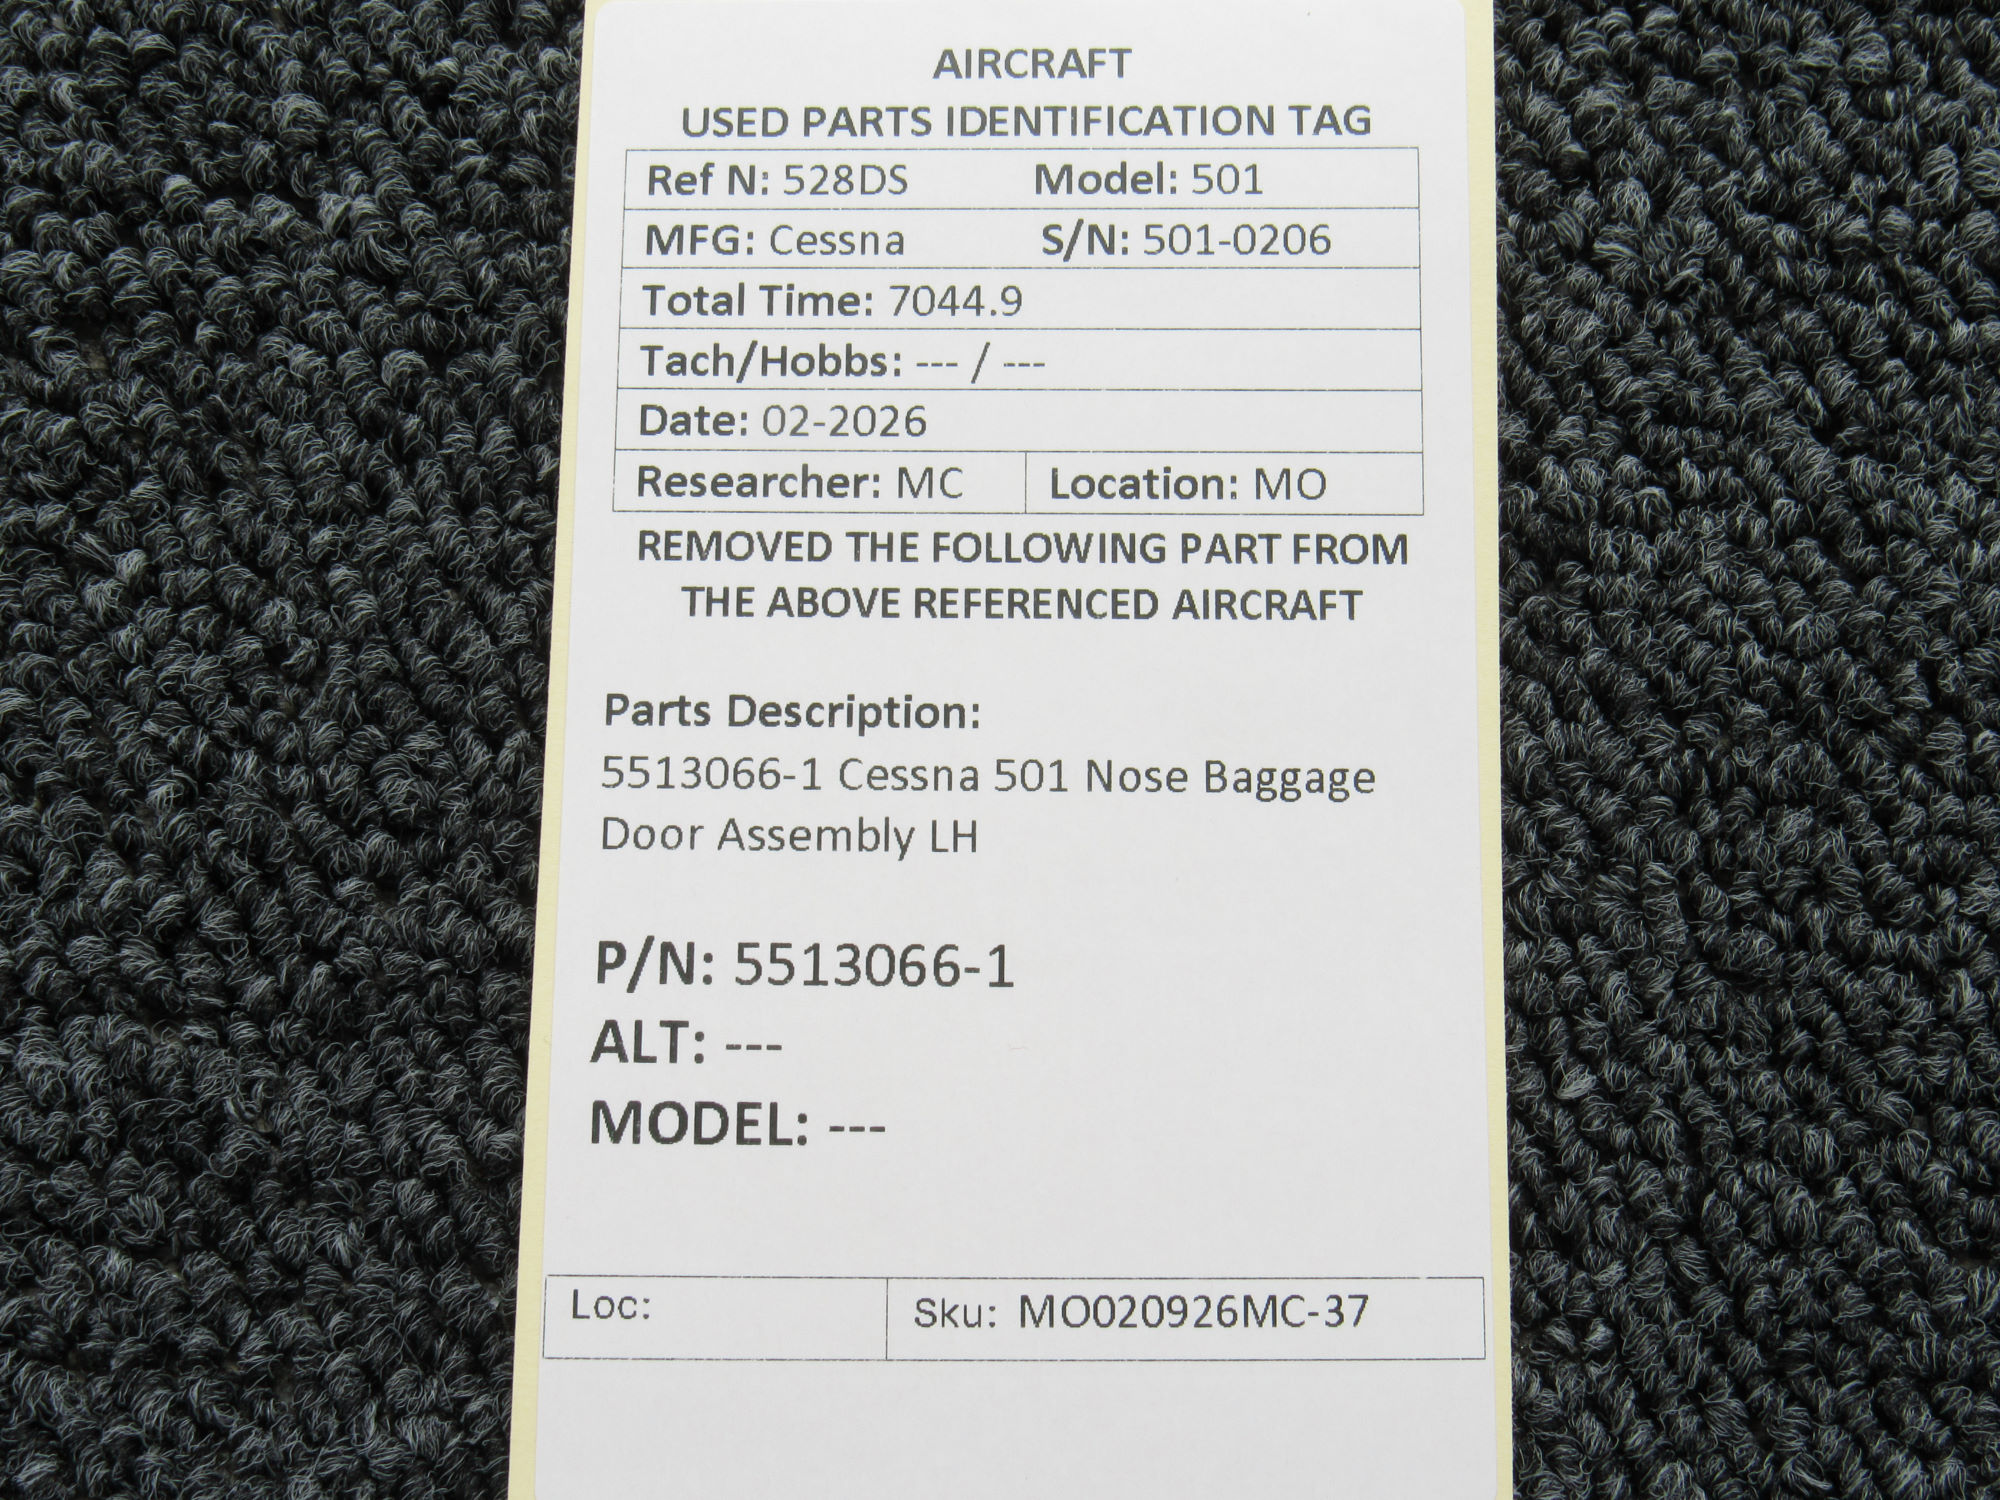 AIRCRAFT
USED PARTS IDENTIFICATION TAG
Ref N: 528DS Model: 501
MFG: Cessna S/N: 501-0206
Total Time: 7044.9
Tach/Hobbs: --- / ---
Date: 02-2026
Researcher: MC Location: MO
REMOVED THE FOLLOWING PART FROM
THE ABOVE REFERENCED AIRCRAFT
Parts Description:
5513066-1 Cessna 501 Nose Baggage
Door Assembly LH
P/N: 5513066-1
ALT: ---
MODEL: ---
Loc: Sku: MO020926MC-37